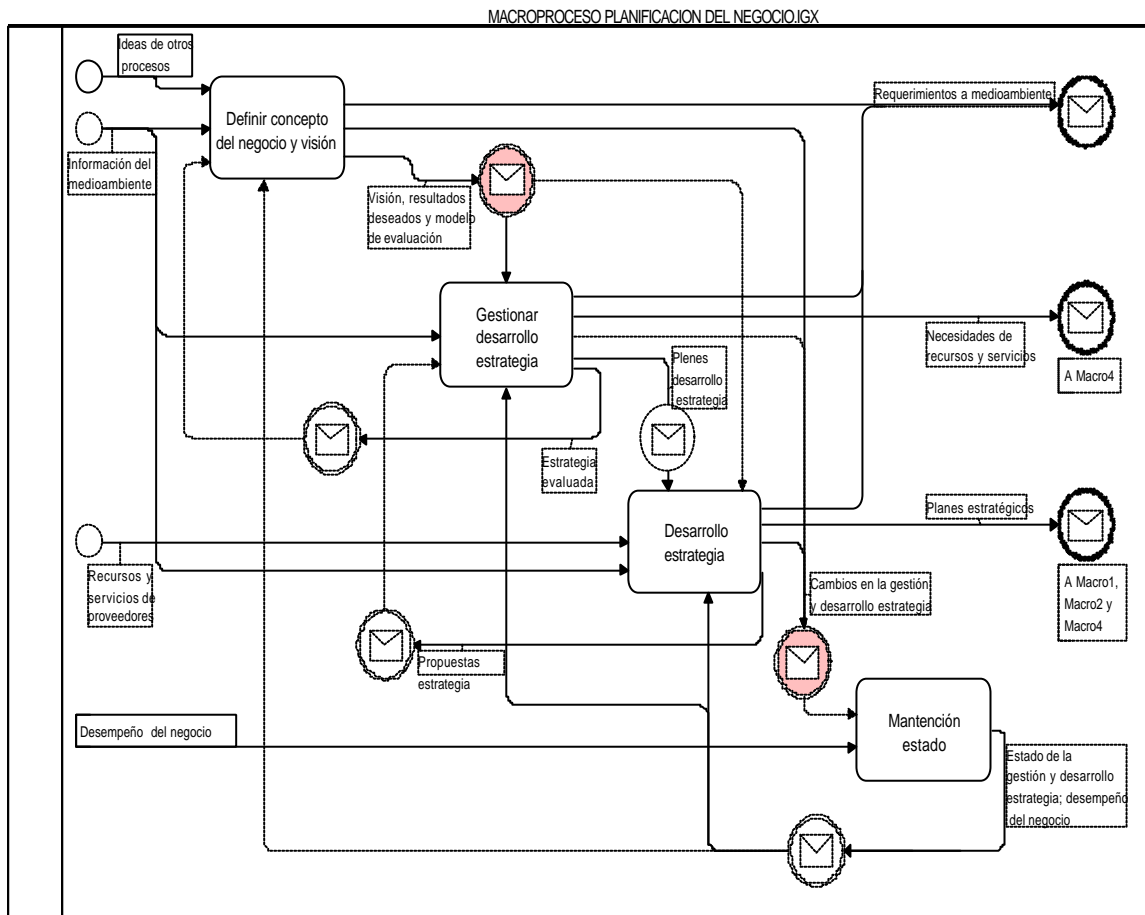 MACROPROCESO PLANIFICACION DEL NEGOCIO.IGX
Ideas de otros
procesos
Definir concepto
del negocio y visión
Requerimientos a medioambiente
Información del
medioambiente
Visión, resultados
deseados y modelo
de evaluación
Gestionar
desarrollo
estrategia
Necesidades de
recursos y servicios
A Macro4
Plenes
desarrollo
estrategia
Estrategia
evaluada
Desarrollo
estrategia
Planes estratégicos
A Macro1,
Macro2 y
Macro4
Recursos y
servicios de
proveedores
Cambios en la gestión
y desarrollo estrategia
Propuestas
estrategia
Desempeño del negocio
Mantención
estado
Estado de la
gestión y desarrollo
estrategia; desempeño
del negocio